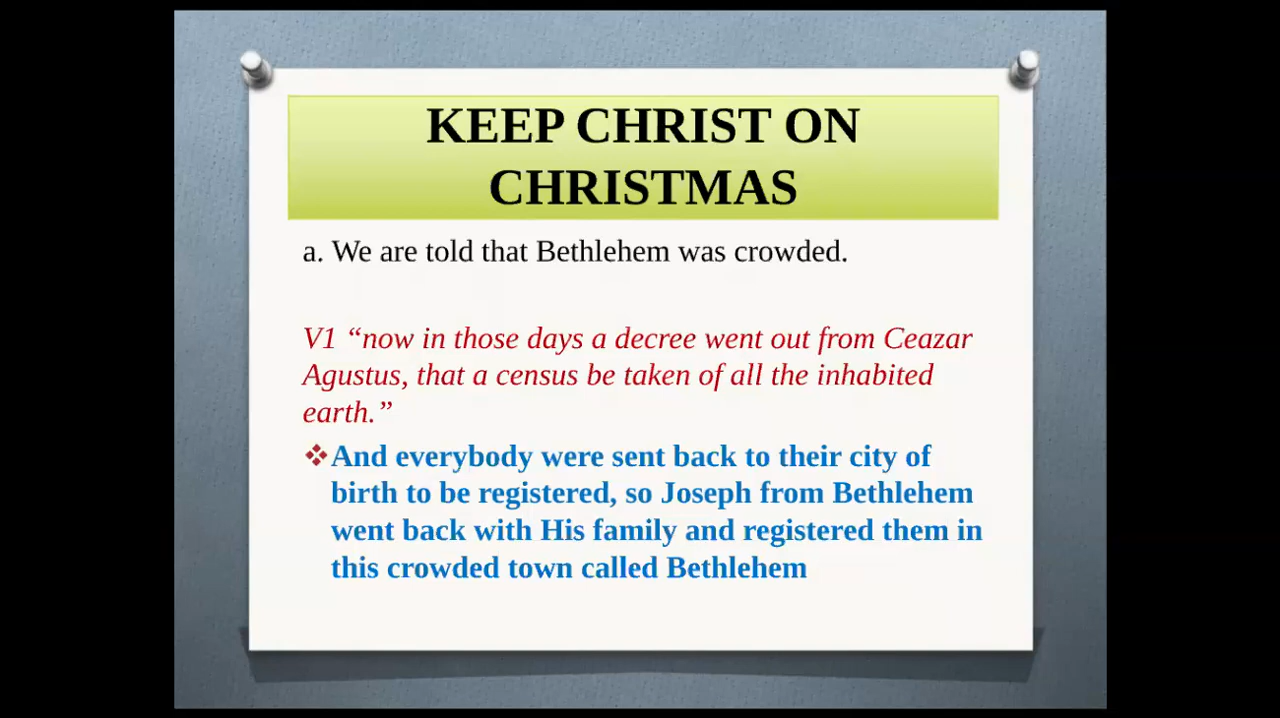 KEEP CHRIST ON
CHRISTMAS
a. We are told that Bethlehem was crowded.
V1 “now in those days a decree went out from Ceazar
Agustus, that a census be taken of all the inhabited
earth.”
And everybody were sent back to their city of
birth to be registered, so Joseph from Bethlehem
went back with His family and registered them in
this crowded town called Bethlehem